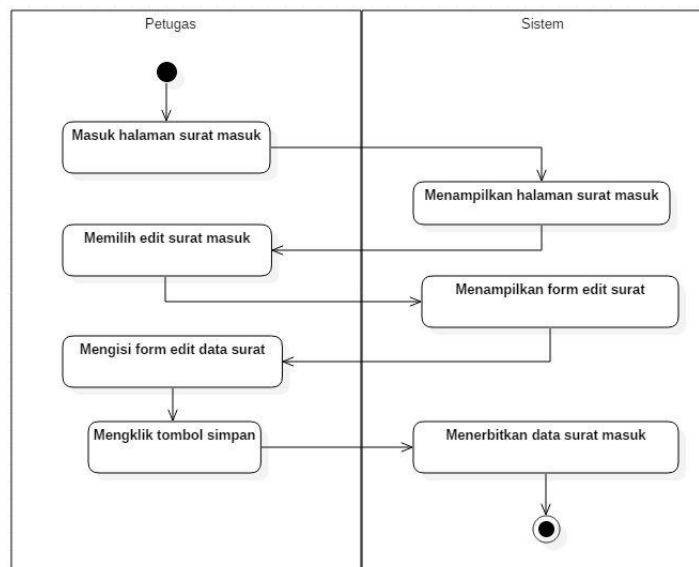 Petugas
Sistem
Masuk halaman surat masuk
Menampilkan halaman surat masuk
Memilih edit surat masuk
Menampilkan form edit surat
Mengisi form edit data surat
Mengklik tombol simpan
Menerbitkan data surat masuk